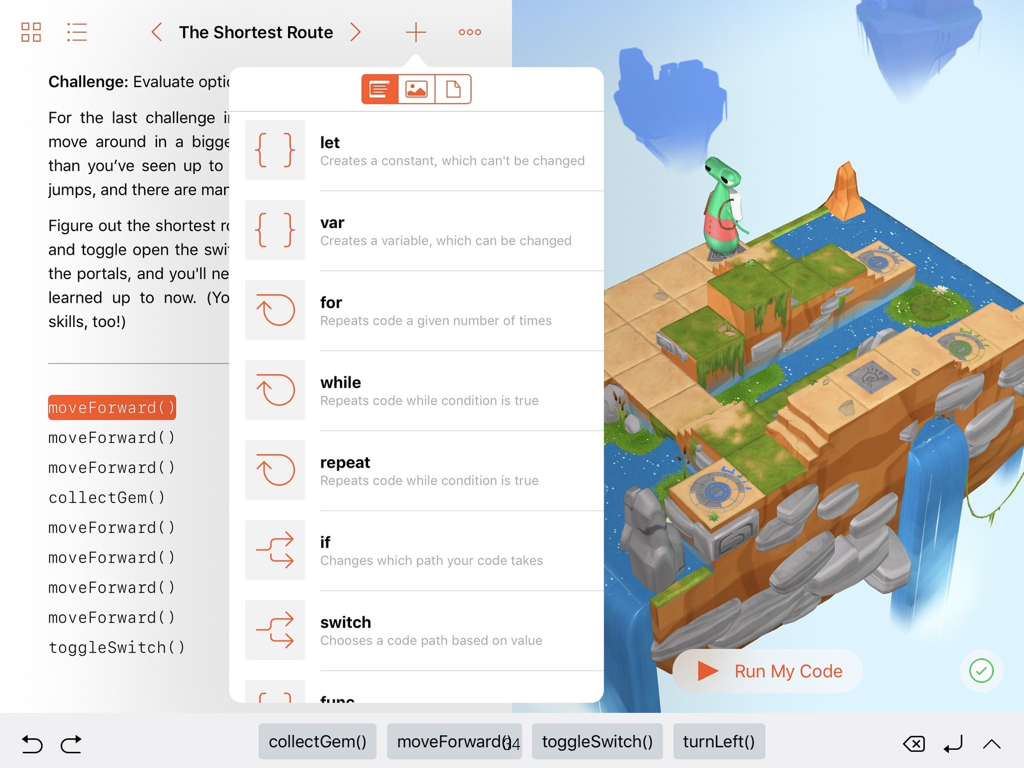 The Shortest Route
Challenge: Evaluate optio
For the last challenge in
move around in a bigge
than you've seen up to
jumps, and there are man
Figure out the shortest ro
and toggle open the swi
the portals, and you'll ne
learned up to now. (Yo
skills, too!)
moveForward()
moveForward()
moveForward()
collectGem()
moveForward()
moveForward()
moveForward()
moveForward()
toggleSwitch()
let
Creates a constant, which can't be changed
var
Creates a variable, which can be changed
for
Repeats code a given number of times
while
Repeats code while condition is true
repeat
Repeats code while condition is true
if
Changes which path your code takes
switch
Chooses a code path based on value
func
Run My Code
collectGem()
moveForward()
34
toggleSwitch()
turnLeft()